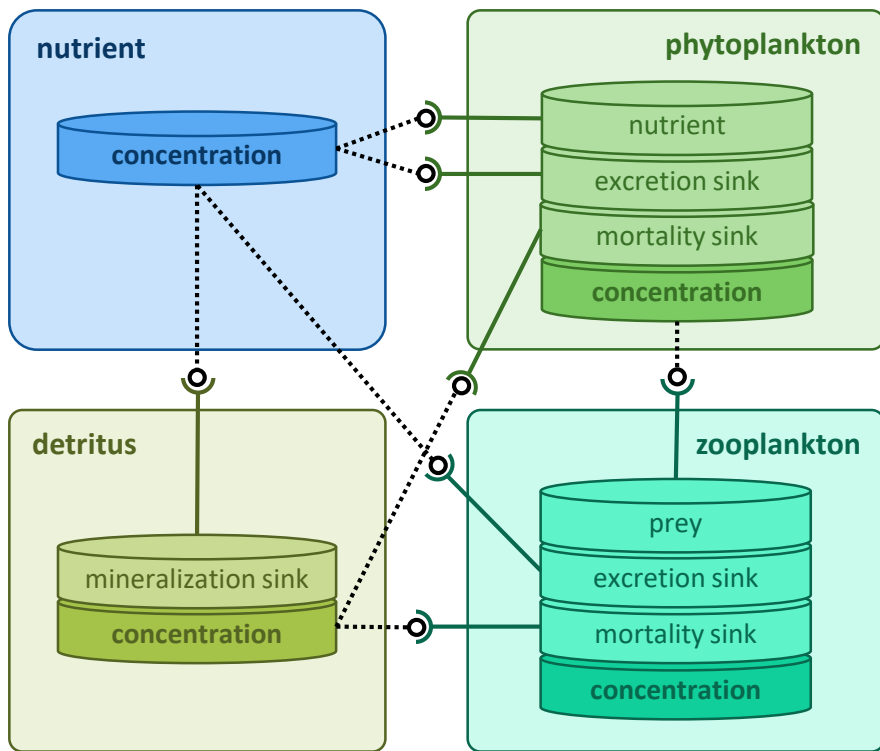 nutrient
concentration
phytoplankton
nutrient
excretion sink
mortality sink
concentration
detritus
mineralization sink
concentration
zooplankton
prey
excretion sink
mortality sink
concentration